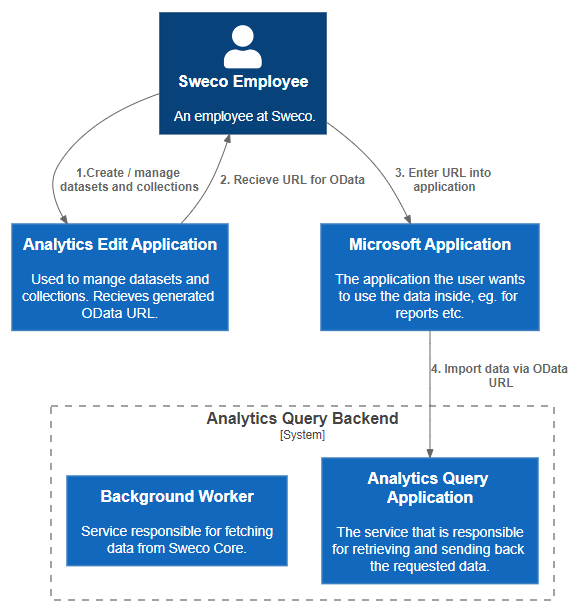 Sweco Employee
An employee at Sweco.
1.Create / manage
datasets and collections
2. Recieve URL for OData
3. Enter URL into
application
Analytics Edit Application
Used to mange datasets and
collections. Recieves generated
OData URL.
Microsoft Application
The application the user wants
to use the data inside, eg. for
reports etc.
4. Import data via OData
URL
Analytics Query Backend
[System]
Background Worker
Service responsible for fetching
data from Sweco Core.
Analytics Query
Application
The service that is responsible
for retrieving and sending back
the requested data.